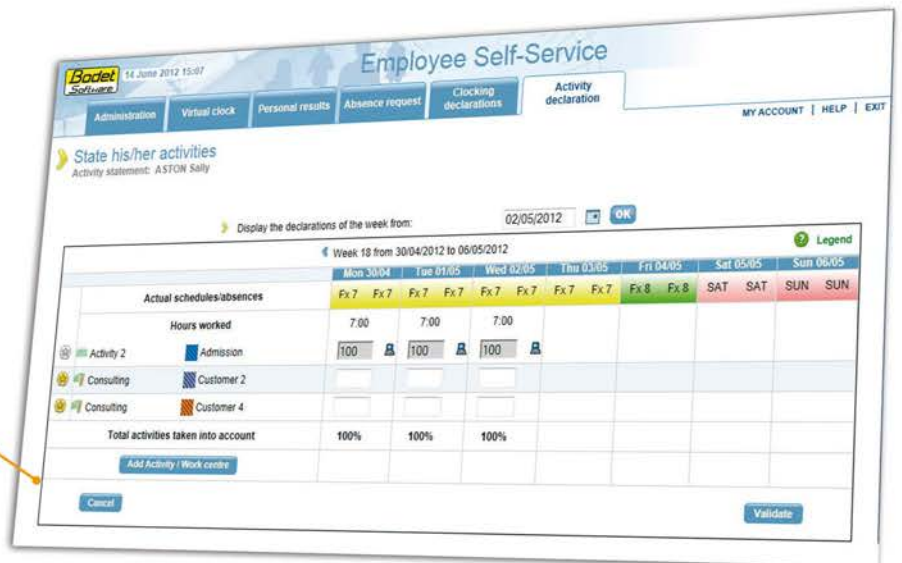 Bodet
Software
14 June 2012 15:07
Employee Self-Service
Administration
Virtual clock
Personal results
Absence request
Clocking
declarations
Activity
declaration
MY ACCOUNT | HELP | EXIT
State his/her activities
Activity statement: ASTON Sally
Display the declarations of the week from: 02/05/2012 OK
Week 18 from 30/04/2012 to 06/05/2012
? Legend
Mon 30/04 Tue 01/05 Wed 02/05 Thu 03/05 Fri 04/05 Sat 05/05 Sun 06/05
Actual schedules/absences Fx 7 Fx 7 Fx 7 Fx 7 Fx 7 Fx 7 Fx 7 Fx 7 Fx 8 Fx 8 SAT SAT SUN SUN
Hours worked 7:00 7:00 7:00
Activity 2 Admission 100 100 100
Consulting Customer 2
Consulting Customer 4
Total activities taken into account 100% 100% 100%
Add Activity / Work centre
Cancel
Validate